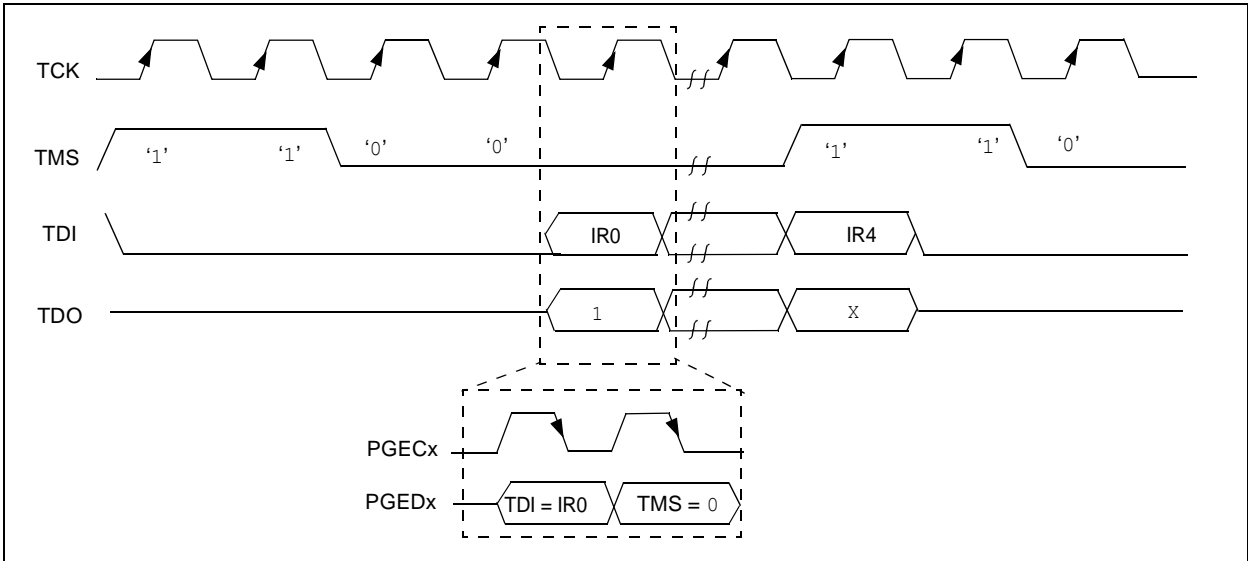 TCK
TMS ‘1’ ‘1’ ‘0’ ‘0’ ‘1’ ‘1’ ‘0’
TDI IR0 IR4
TDO 1 X
PGECx
PGEDx TDI = IR0 TMS = 0